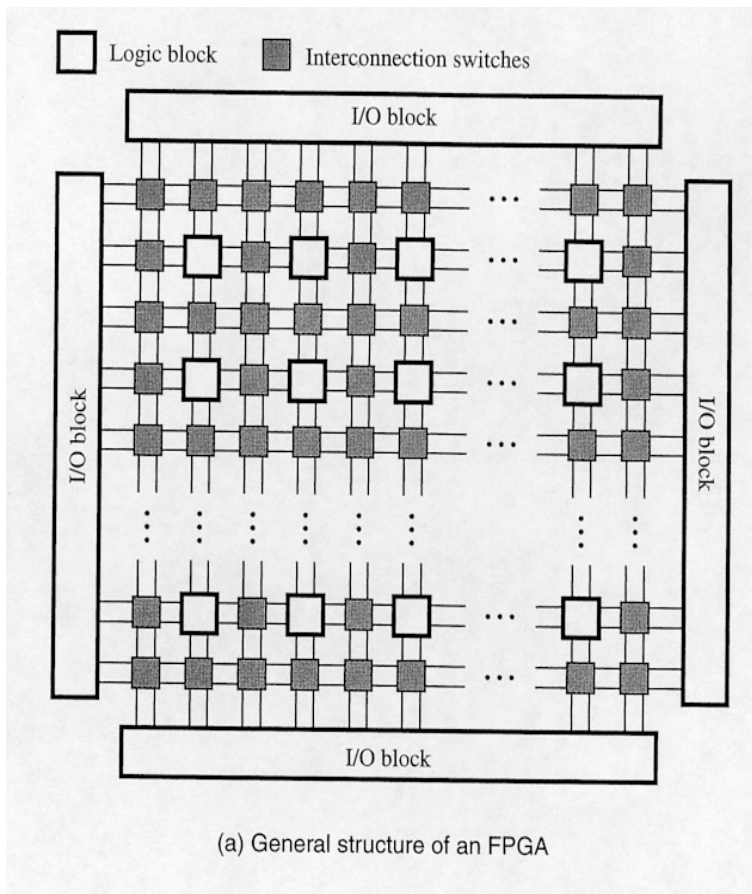 Logic block
Interconnection switches
I/O block
I/O block
I/O block
I/O block
(a) General structure of an FPGA